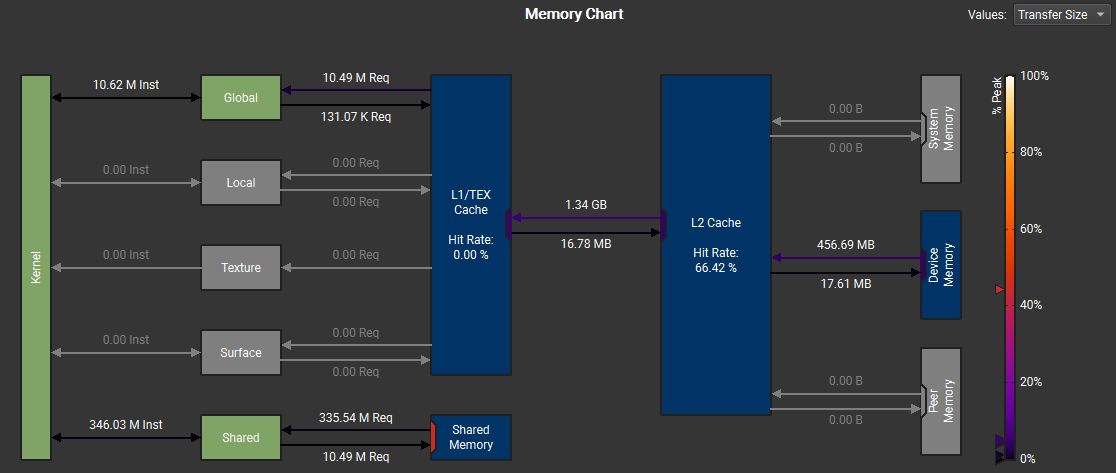 Memory Chart
Values: Transfer Size
Kernel
10.62 M Inst
Global
10.49 M Req
131.07 K Req
0.00 Inst
Local
0.00 Req
0.00 Req
0.00 Inst
Texture
0.00 Req
0.00 Inst
Surface
0.00 Req
0.00 Req
346.03 M Inst
Shared
335.54 M Req
10.49 M Req
L1/TEX
Cache
Hit Rate:
0.00 %
Shared
Memory
1.34 GB
16.78 MB
L2 Cache
Hit Rate:
66.42 %
0.00 B
0.00 B
System
Memory
456.69 MB
17.61 MB
Device
Memory
0.00 B
0.00 B
Peer
Memory
% Peak
100%
80%
60%
40%
20%
0%